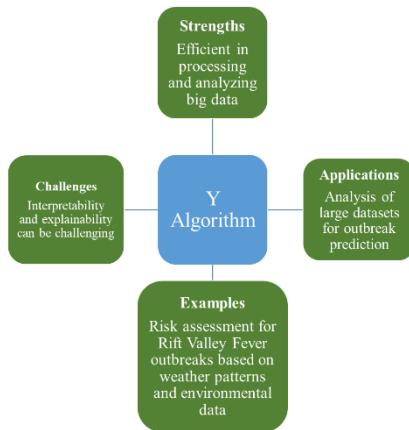 Strengths
Efficient in
processing
and analyzing
big data
Challenges
Interpretability
and explainability
can be challenging
Y
Algorithm
Applications
Analysis of
large datasets
for outbreak
prediction
Examples
Risk assessment for
Rift Valley Fever
outbreaks based on
weather patterns
and environmental
data